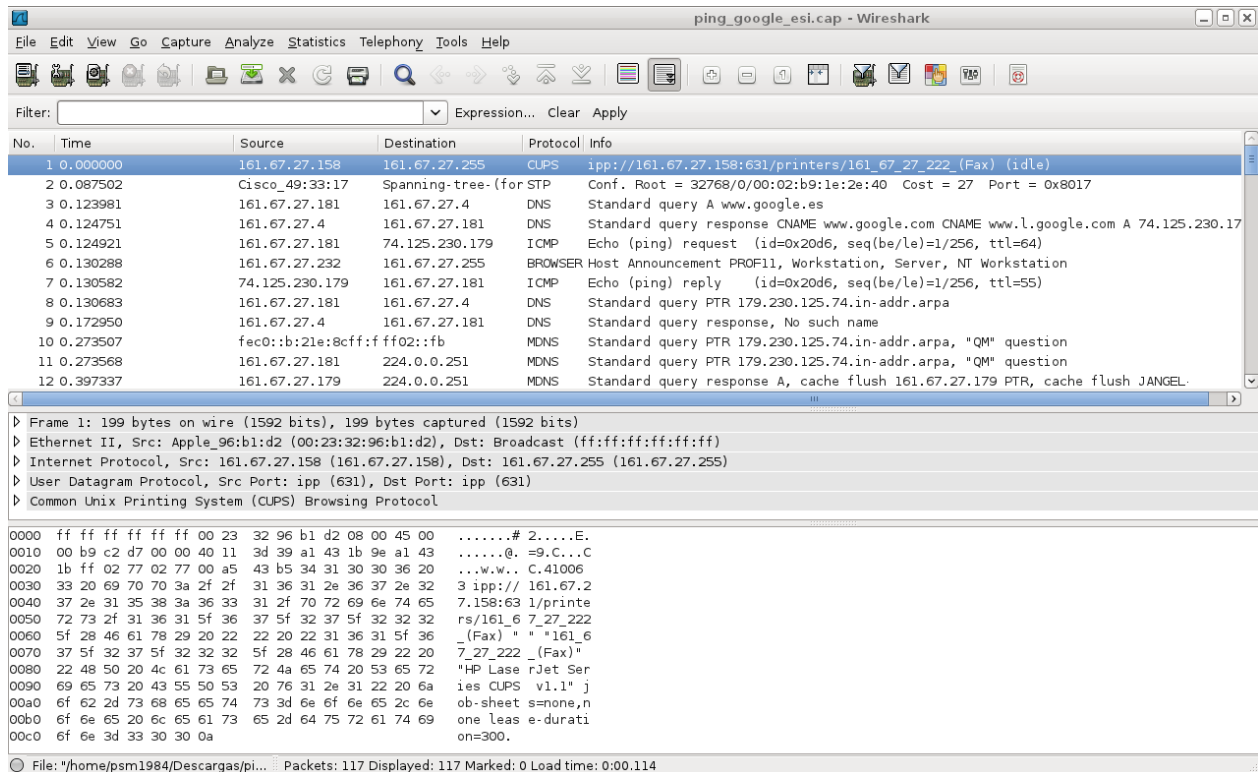 ping_google_esi.cap - Wireshark
File Edit View Go Capture Analyze Statistics Telephony Tools Help
Filter: Expression... Clear Apply
No. Time Source Destination Protocol Info
1 0.000000 161.67.27.158 161.67.27.255 CUPS ipp://161.67.27.158:631/printers/161_67_27_222_(Fax) (idle)
2 0.087502 Cisco_49:33:17 Spanning-tree-(for STP Conf. Root = 32768/0/00:02:b9:1e:2e:40 Cost = 27 Port = 0x8017
3 0.123981 161.67.27.181 161.67.27.4 DNS Standard query A www.google.es
4 0.124751 161.67.27.4 161.67.27.181 DNS Standard query response CNAME www.google.com CNAME www.l.google.com A 74.125.230.17
5 0.124921 161.67.27.181 74.125.230.179 ICMP Echo (ping) request (id=0x20d6, seq(be/le)=1/256, ttl=64)
6 0.130288 161.67.27.232 161.67.27.255 BROWSER Host Announcement PROF11, Workstation, Server, NT Workstation
7 0.130582 74.125.230.179 161.67.27.181 ICMP Echo (ping) reply (id=0x20d6, seq(be/le)=1/256, ttl=55)
8 0.130683 161.67.27.181 161.67.27.4 DNS Standard query PTR 179.230.125.74.in-addr.arpa
9 0.172950 161.67.27.4 161.67.27.181 DNS Standard query response, No such name
10 0.273507 fec0::b:21e:8cff:f ff02::fb MDNS Standard query PTR 179.230.125.74.in-addr.arpa, "QM" question
11 0.273568 161.67.27.181 224.0.0.251 MDNS Standard query PTR 179.230.125.74.in-addr.arpa, "QM" question
12 0.397337 161.67.27.179 224.0.0.251 MDNS Standard query response A, cache flush 161.67.27.179 PTR, cache flush JANGEL
Frame 1: 199 bytes on wire (1592 bits), 199 bytes captured (1592 bits)
Ethernet II, Src: Apple_96:b1:d2 (00:23:32:96:b1:d2), Dst: Broadcast (ff:ff:ff:ff:ff:ff)
Internet Protocol, Src: 161.67.27.158 (161.67.27.158), Dst: 161.67.27.255 (161.67.27.255)
User Datagram Protocol, Src Port: ipp (631), Dst Port: ipp (631)
Common Unix Printing System (CUPS) Browsing Protocol
0000 ff ff ff ff ff ff 00 23 32 96 b1 d2 08 00 45 00 .......# 2.....E.
0010 00 b9 c2 d7 00 00 40 11 3d 39 a1 43 1b 9e a1 43 ......@. =9.C...C
0020 1b ff 02 77 02 77 00 a5 43 b5 34 31 30 30 36 20 ...w.w.. C.41006
0030 33 20 69 70 70 3a 2f 2f 31 36 31 2e 36 37 2e 32 3 ipp:// 161.67.2
0040 37 2e 31 35 38 3a 36 33 31 2f 70 72 69 6e 74 65 7.158:63 1/printe
0050 72 73 2f 31 36 31 5f 36 37 5f 32 37 5f 32 32 32 rs/161_6 7_27_222
0060 5f 28 46 61 78 29 20 22 22 20 22 31 36 31 5f 36 _(Fax) " " "161_6
0070 37 5f 32 37 5f 32 32 32 5f 28 46 61 78 29 22 20 7_27_222 _(Fax)"
0080 22 48 50 20 4c 61 73 65 72 4a 65 74 20 53 65 72 "HP Lase rJet Ser
0090 69 65 73 20 43 55 50 53 20 76 31 2e 31 22 20 6a ies CUPS v1.1" j
00a0 6f 62 2d 73 68 65 65 74 73 3d 6e 6f 6e 65 2c 6e ob-sheet s=none,n
00b0 6f 6e 65 20 6c 65 61 73 65 2d 64 75 72 61 74 69 one leas e-durati
00c0 6f 6e 3d 33 30 30 0a on=300.
File: "/home/psm1984/Descargas/pi... Packets: 117 Displayed: 117 Marked: 0 Load time: 0:00.114